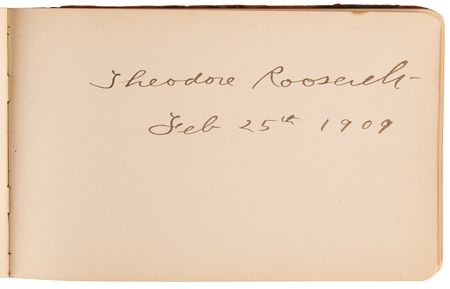 Theodore Roosevelt
Feb 25th 1909